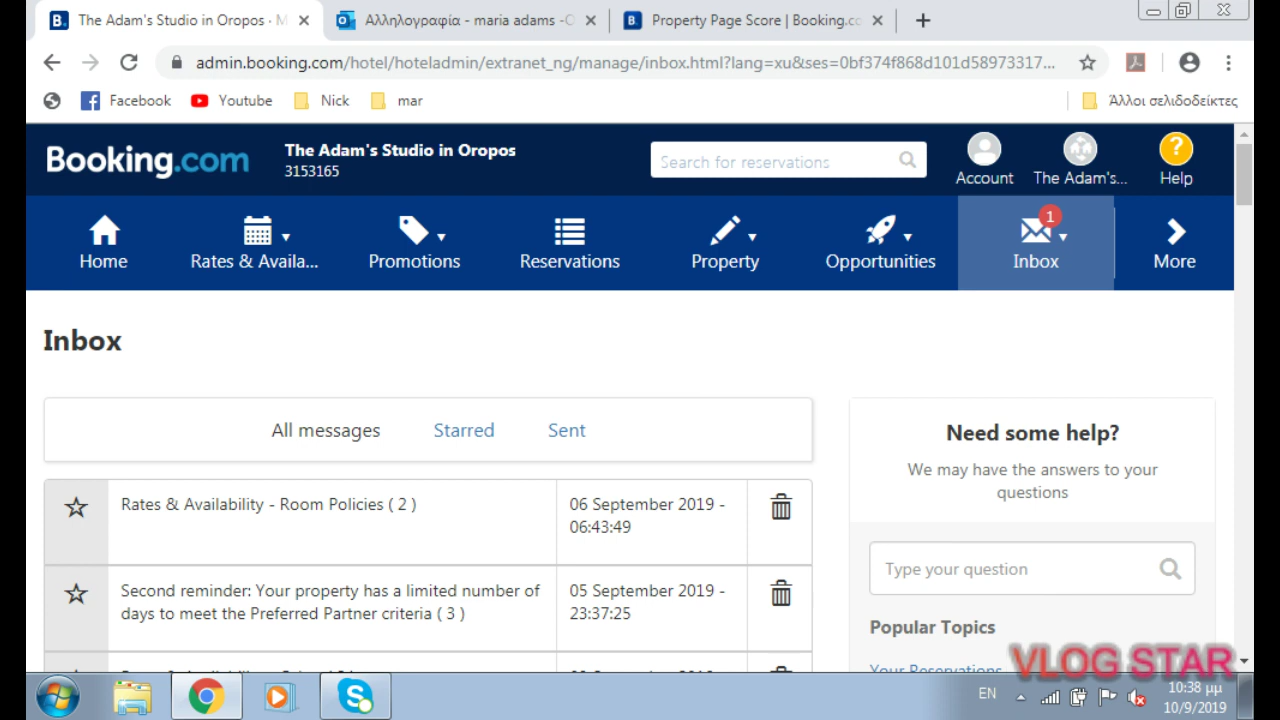 The Adam's Studio in Oropos · M
Αλληλογραφία - maria adams - O
Property Page Score | Booking.co
admin.booking.com/hotel/hoteladmin/extranet_ng/manage/inbox.html?lang=xu&ses=0bf374f868d101d58973317...
Facebook
Youtube
Nick
mar
Άλλοι σελιδοδείκτες
Booking.com
The Adam's Studio in Oropos
3153165
Search for reservations
Account
The Adam's...
Help
Home
Rates & Availa...
Promotions
Reservations
Property
Opportunities
1
Inbox
More
Inbox
All messages
Starred
Sent
Rates & Availability - Room Policies ( 2 )
06 September 2019 -
06:43:49
Second reminder: Your property has a limited number of
days to meet the Preferred Partner criteria ( 3 )
05 September 2019 -
23:37:25
Need some help?
We may have the answers to your
questions
Type your question
Popular Topics
Your Reservations
VLOG STAR
EN
10:38 μμ
10/9/2019